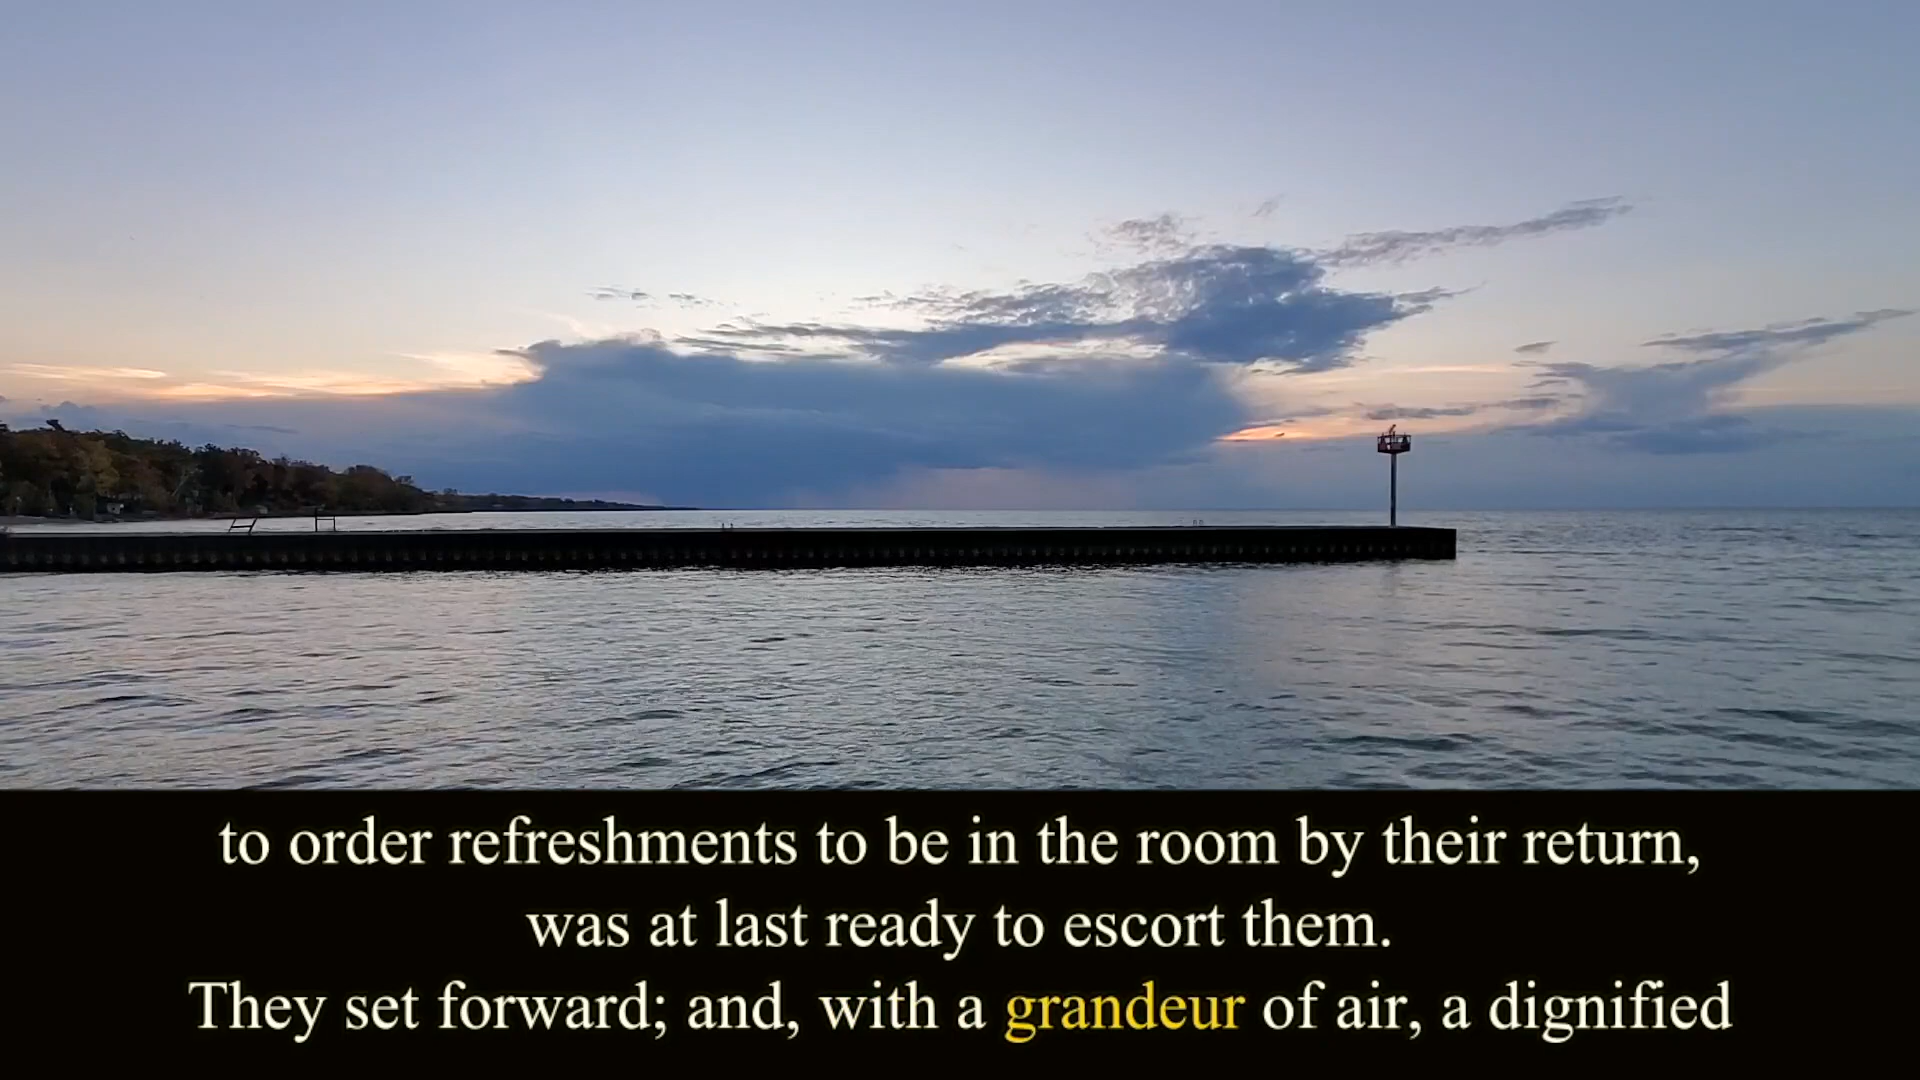 to order refreshments to be in the room by their return,
was at last ready to escort them.
They set forward; and, with a grandeur of air, a dignified